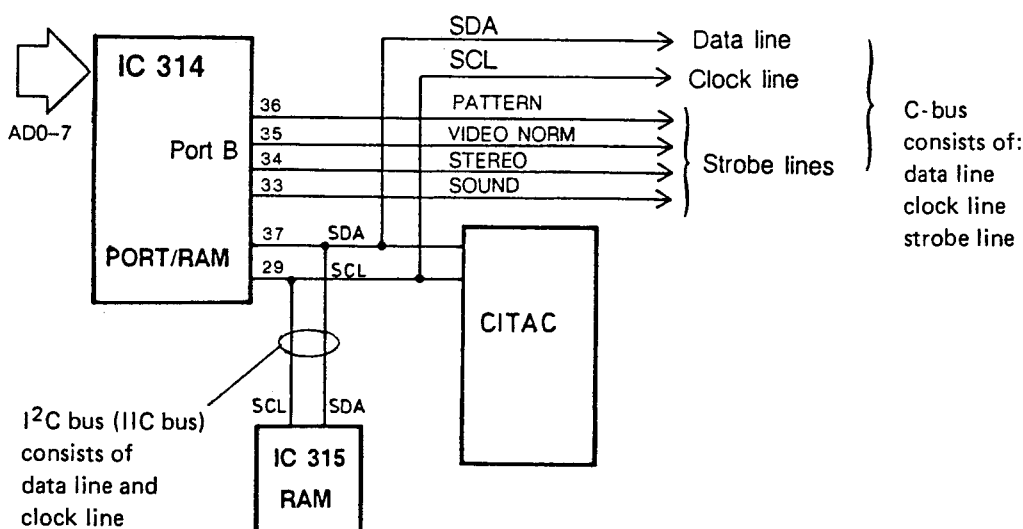 SDA
Data line
IC 314
SCL
Clock line
36
PATTERN
AD0–7
35
VIDEO NORM
Port B
34
STEREO
Strobe lines
33
SOUND
C-bus
consists of:
data line
clock line
strobe line
37
SDA
PORT/RAM
29
SCL
CITAC
I²C bus (IIC bus)
consists of
data line and
clock line
SCL
SDA
IC 315
RAM